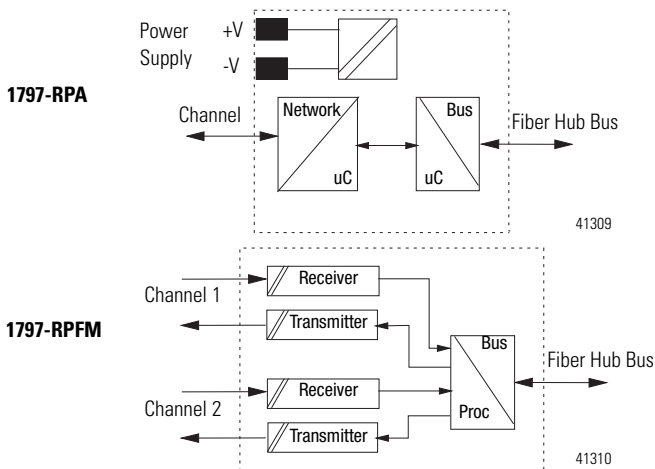 Power +V
Supply -V
1797-RPA
Channel
Network
uC
Bus
uC
Fiber Hub Bus
41309
Receiver
Channel 1
1797-RPFM
Transmitter
Bus
Proc
Fiber Hub Bus
Receiver
Channel 2
Transmitter
41310